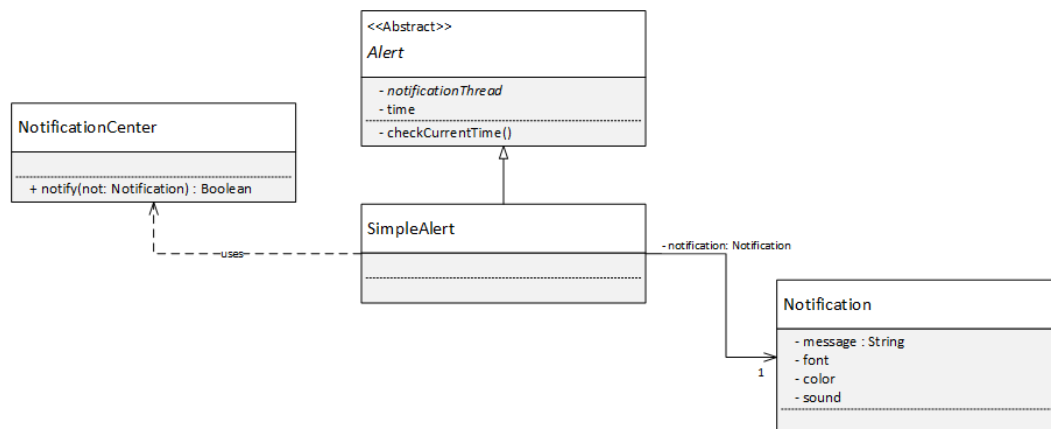 <<Abstract>>
Alert
- notificationThread
- time
- checkCurrentTime()
NotificationCenter
+ notify(not: Notification) : Boolean
SimpleAlert
uses
- notification: Notification
1
Notification
- message : String
- font
- color
- sound